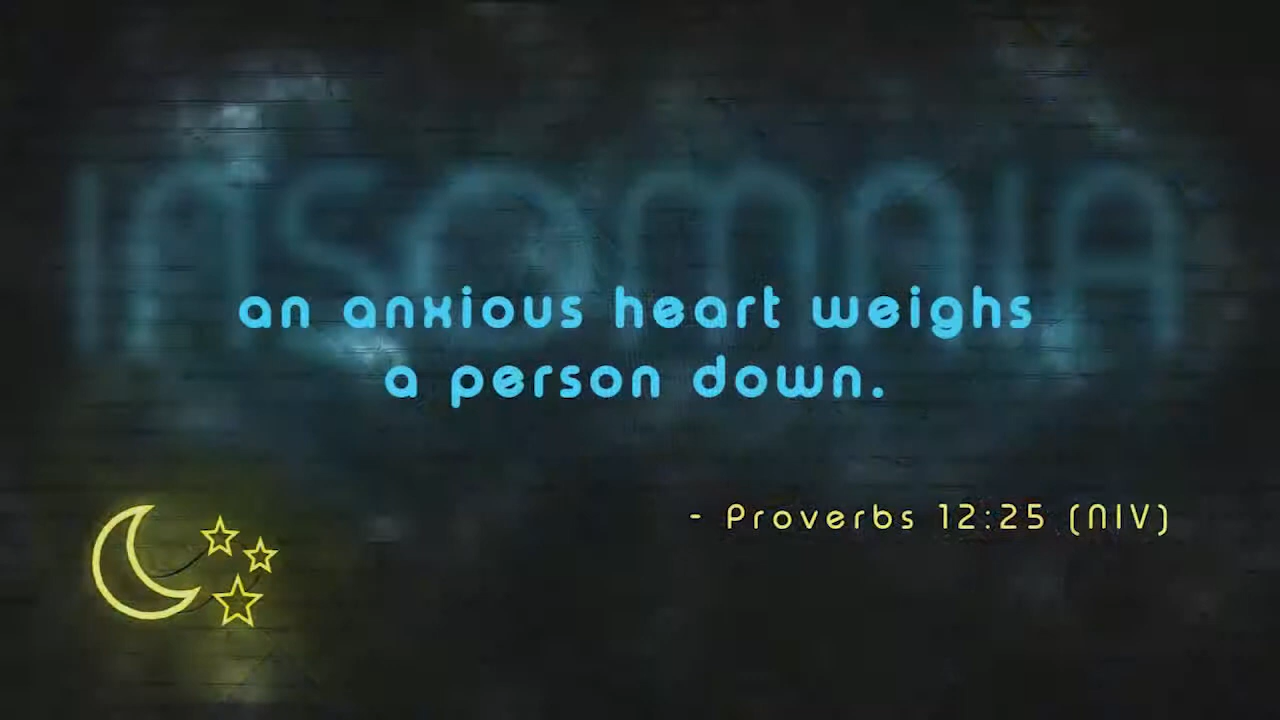 INSOMNIA
an anxious heart weighs
a person down.
- Proverbs 12:25 (NIV)